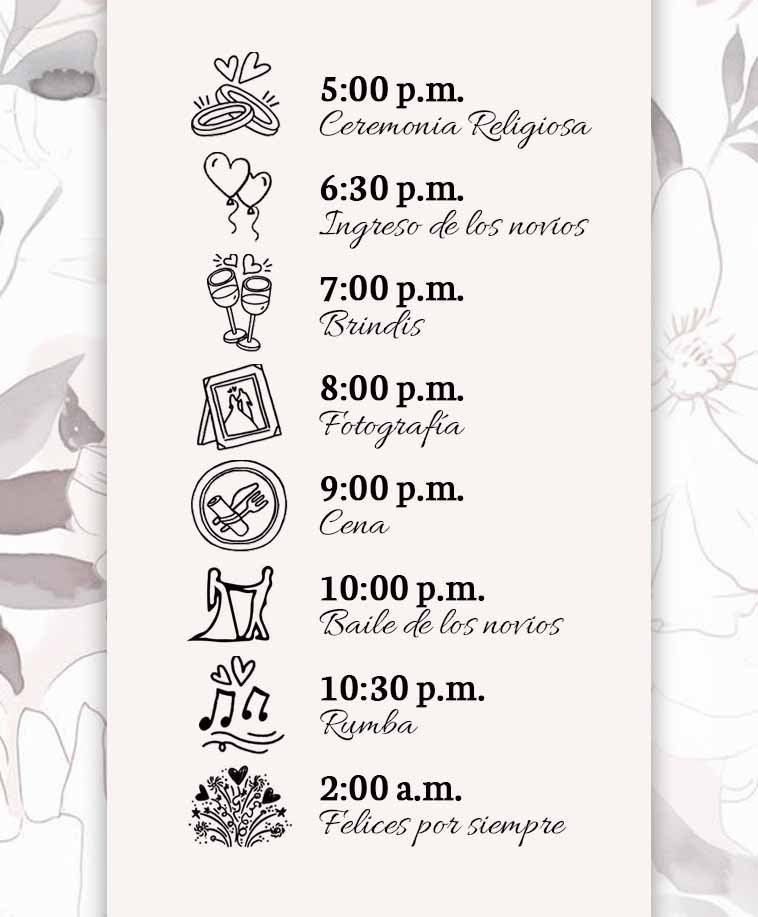 5:00 p.m.
Ceremonia Religiosa
6:30 p.m.
Ingreso de los novios
7:00 p.m.
Brindis
8:00 p.m.
Fotografía
9:00 p.m.
Cena
10:00 p.m.
Baile de los novios
10:30 p.m.
Rumba
2:00 a.m.
Felices por siempre